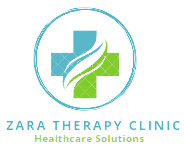 ZARA THERAPY CLINIC
Healthcare Solutions